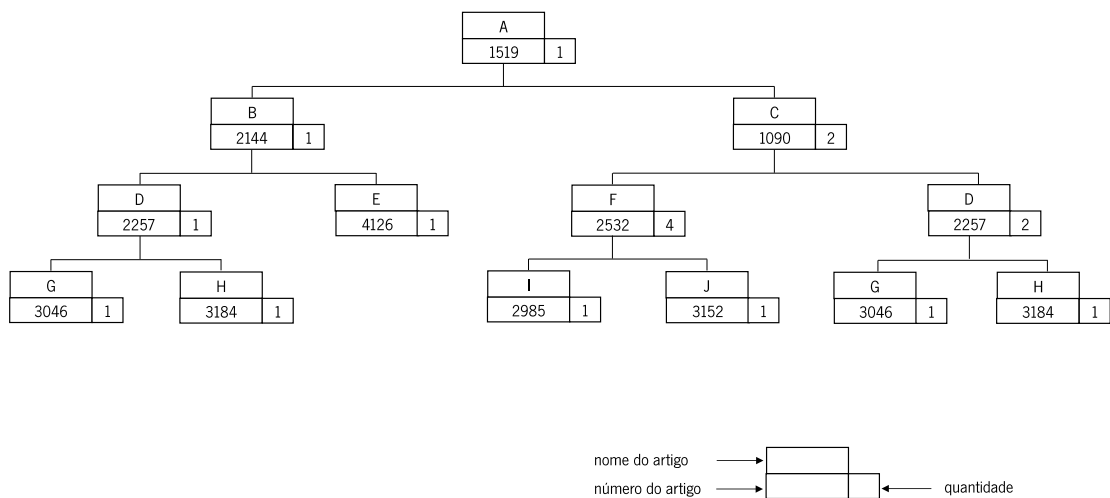 A
1519 1
B C
2144 1 1090 2
D E F D
2257 1 4126 1 2532 4 2257 2
G H I J G H
3046 1 3184 1 2985 1 3152 1 3046 1 3184 1
nome do artigo
número do artigo quantidade